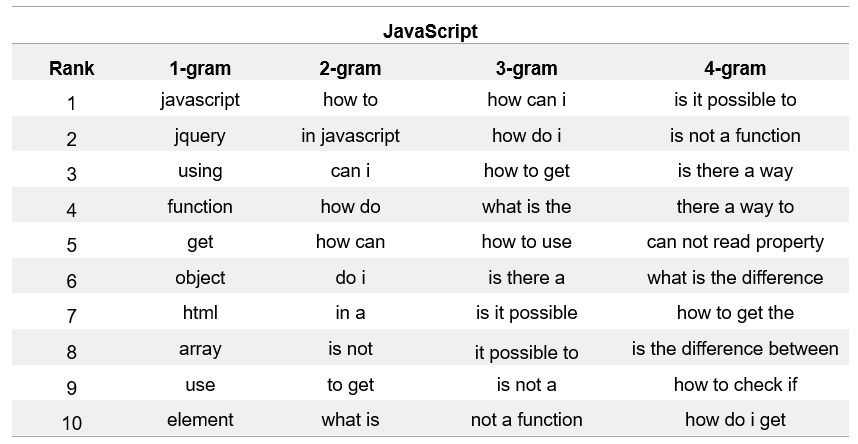 JavaScript
Rank 1-gram 2-gram 3-gram 4-gram
1 javascript how to how can i is it possible to
2 jquery in javascript how do i is not a function
3 using can i how to get is there a way
4 function how do what is the there a way to
5 get how can how to use can not read property
6 object do i is there a what is the difference
7 html in a is it possible how to get the
8 array is not it possible to is the difference between
9 use to get is not a how to check if
10 element what is not a function how do i get